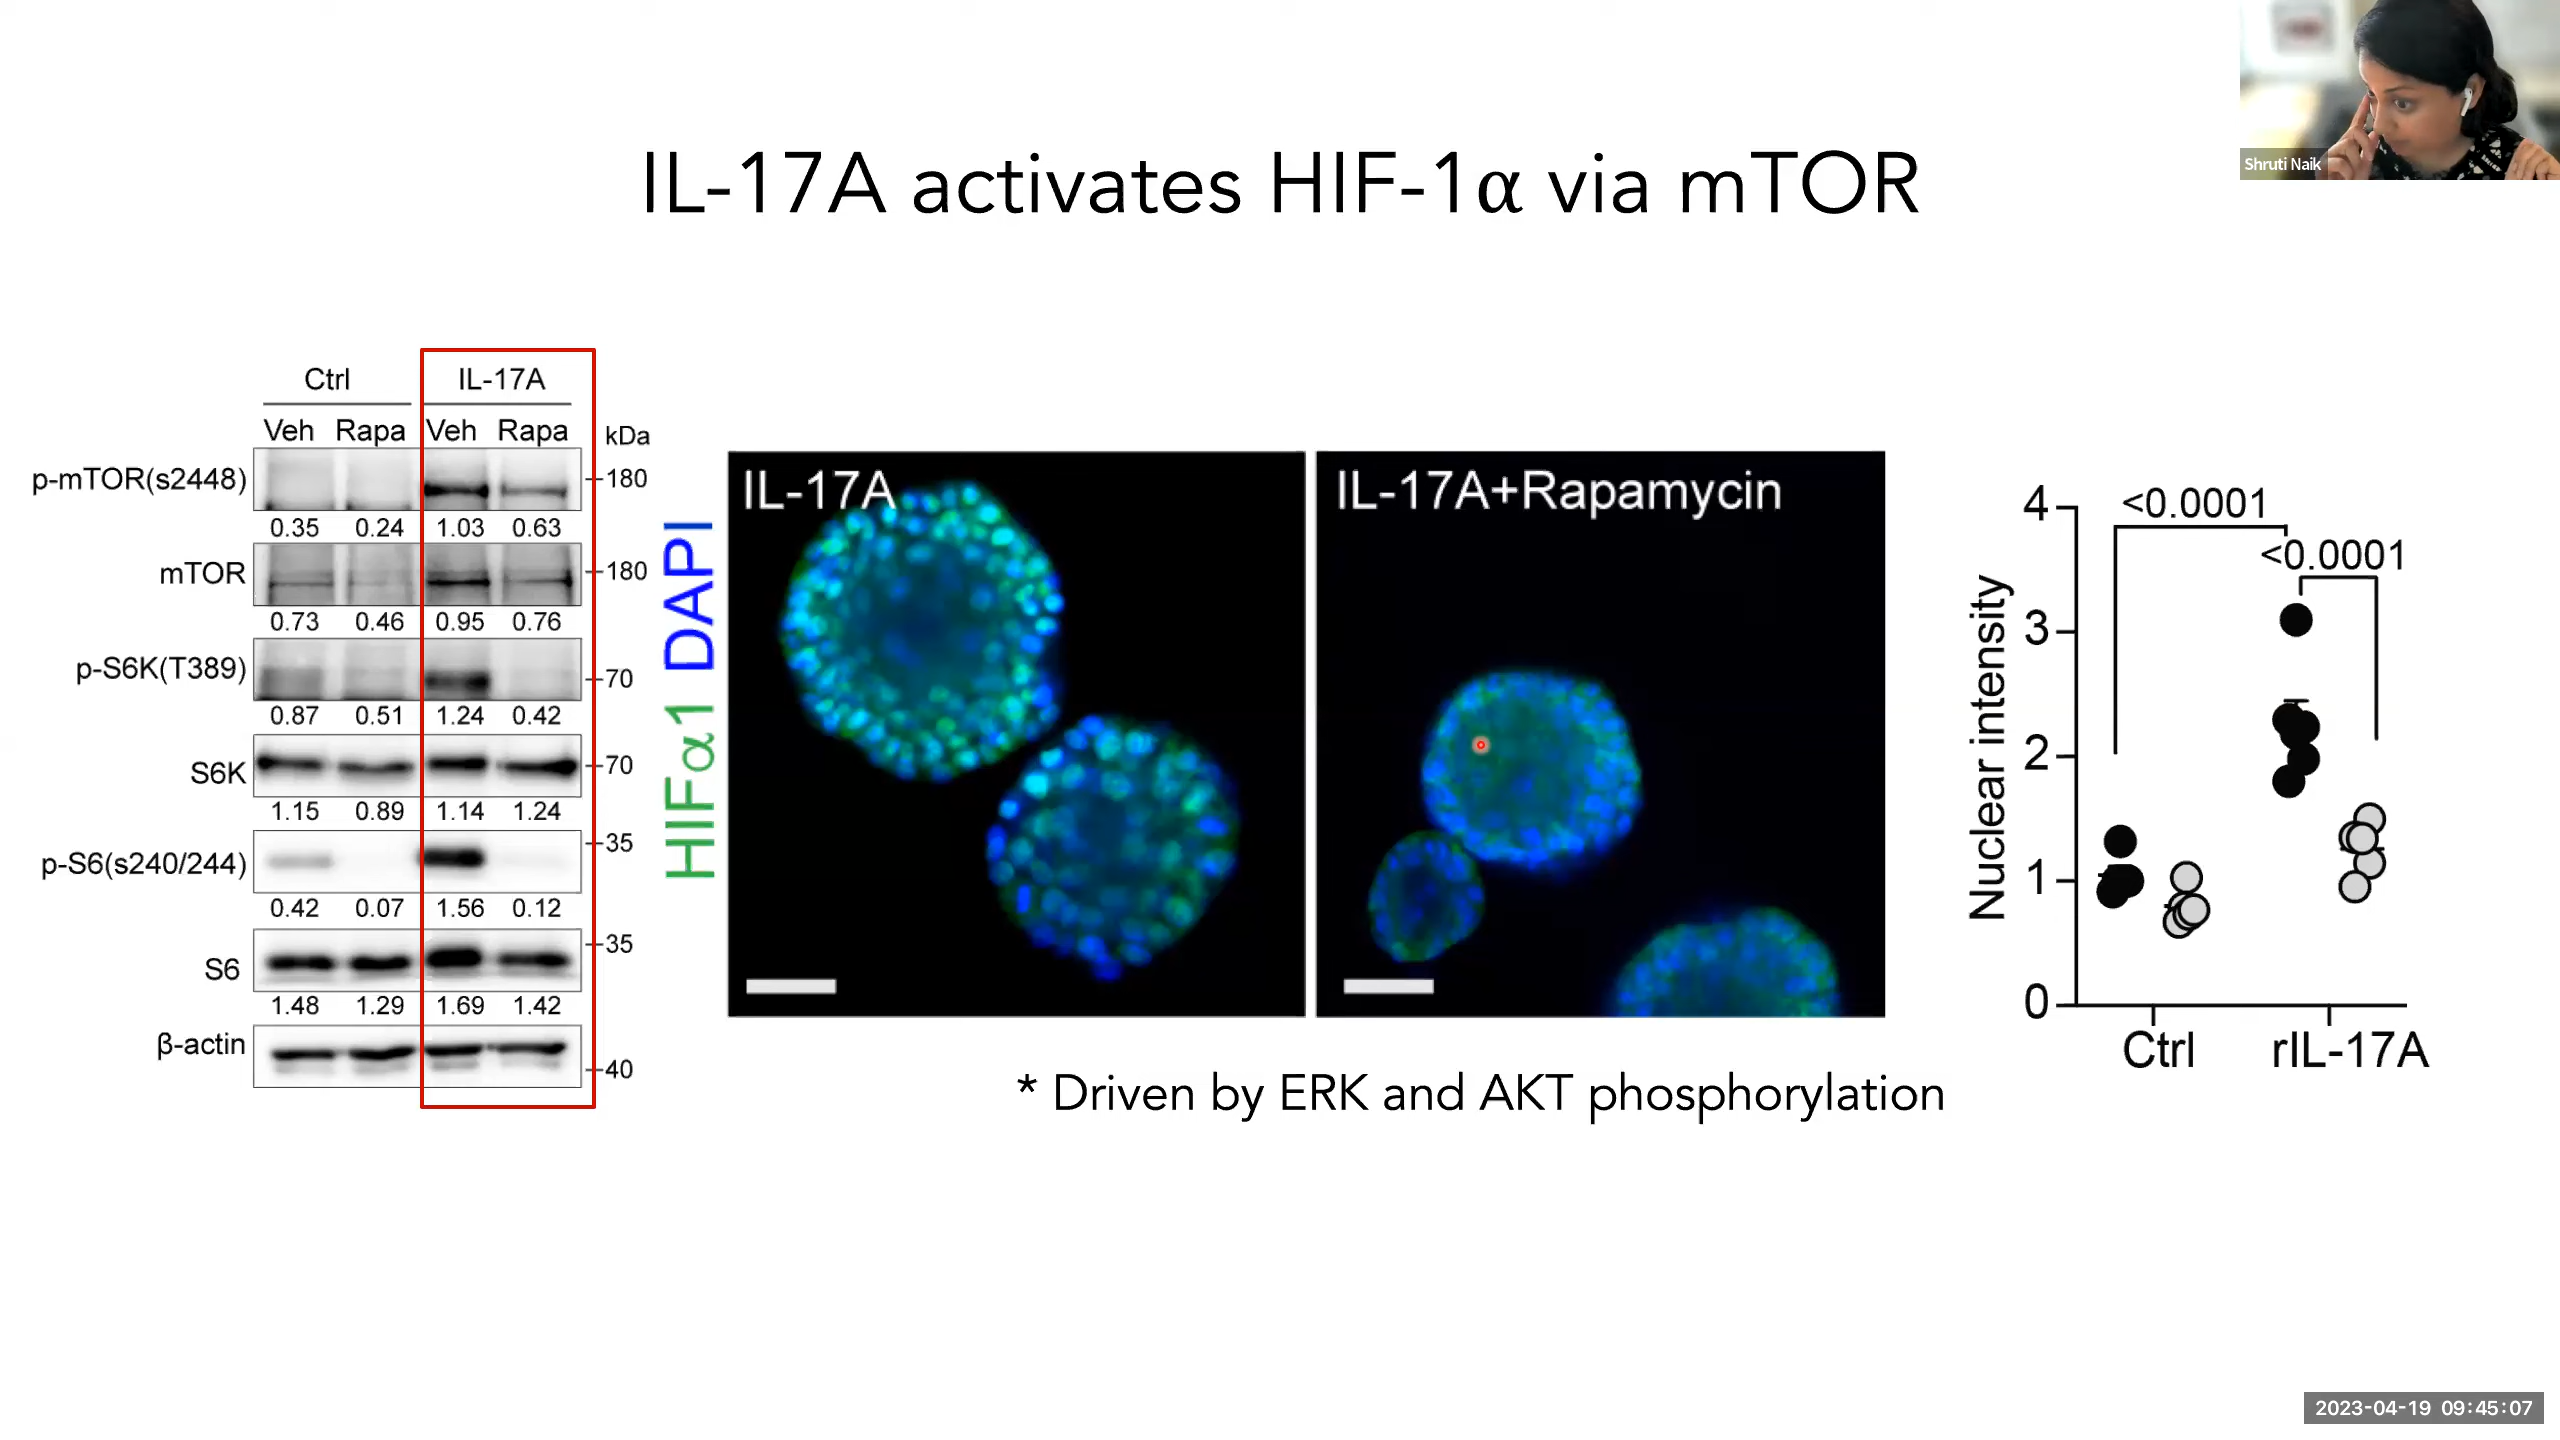 IL-17A activates HIF-1α via mTOR
Shruti Naik
Ctrl IL-17A
Veh Rapa Veh Rapa kDa
p-mTOR(s2448) 180
0.35 0.24 1.03 0.63
mTOR 180
0.73 0.46 0.95 0.76
p-S6K(T389) 70
0.87 0.51 1.24 0.42
S6K 70
1.15 0.89 1.14 1.24
p-S6(s240/244) 35
0.42 0.07 1.56 0.12
S6 35
1.48 1.29 1.69 1.42
β-actin 40
HIFα1 DAPI
IL-17A
IL-17A+Rapamycin
* Driven by ERK and AKT phosphorylation
Nuclear intensity
<0.0001
<0.0001
4
3
2
1
0
Ctrl rIL-17A
2023-04-19 09:45:07